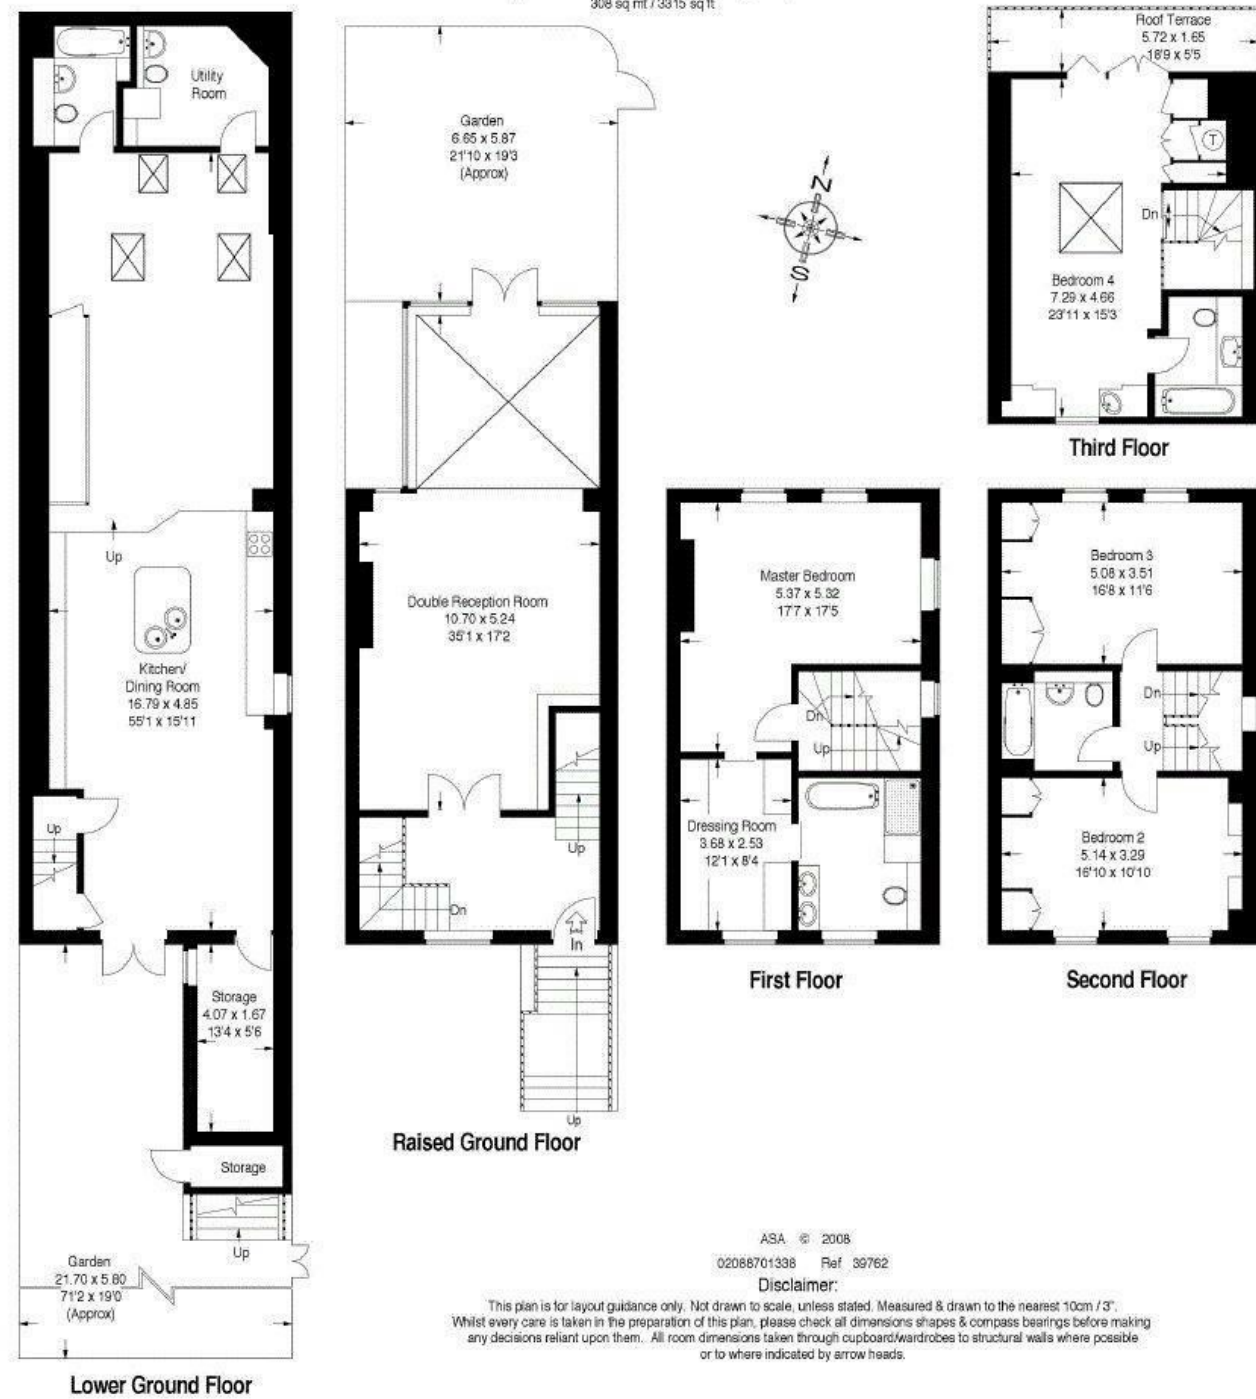 308 sq mt / 3315 sq ft
Utility
Room
Up
Kitchen/
Dining Room
16.79 x 4.85
55'1 x 15'11
Up
Storage
4.07 x 1.67
13'4 x 5'6
Storage
Up
Garden
21.70 x 5.80
71'2 x 19'0
(Approx)
Lower Ground Floor
Garden
6.65 x 5.87
21'10 x 19'3
(Approx)
Double Reception Room
10.70 x 5.24
35'1 x 17'2
Up
Dn
In
Up
Raised Ground Floor
N
S
Master Bedroom
5.37 x 5.32
17'7 x 17'5
Dn
Up
Dressing Room
3.68 x 2.53
12'1 x 8'4
First Floor
Roof Terrace
5.72 x 1.65
18'9 x 5'5
T
Dn
Bedroom 4
7.29 x 4.66
23'11 x 15'3
Third Floor
Bedroom 3
5.08 x 3.51
16'8 x 11'6
Dn
Up
Bedroom 2
5.14 x 3.29
16'10 x 10'10
Second Floor
ASA © 2008
02088701338 Ref 39762
Disclaimer:
This plan is for layout guidance only. Not drawn to scale, unless stated. Measured & drawn to the nearest 10cm / 3".
Whilst every care is taken in the preparation of this plan, please check all dimensions shapes & compass bearings before making
any decisions reliant upon them. All room dimensions taken through cupboard/wardrobes to structural walls where possible
or to where indicated by arrow heads.